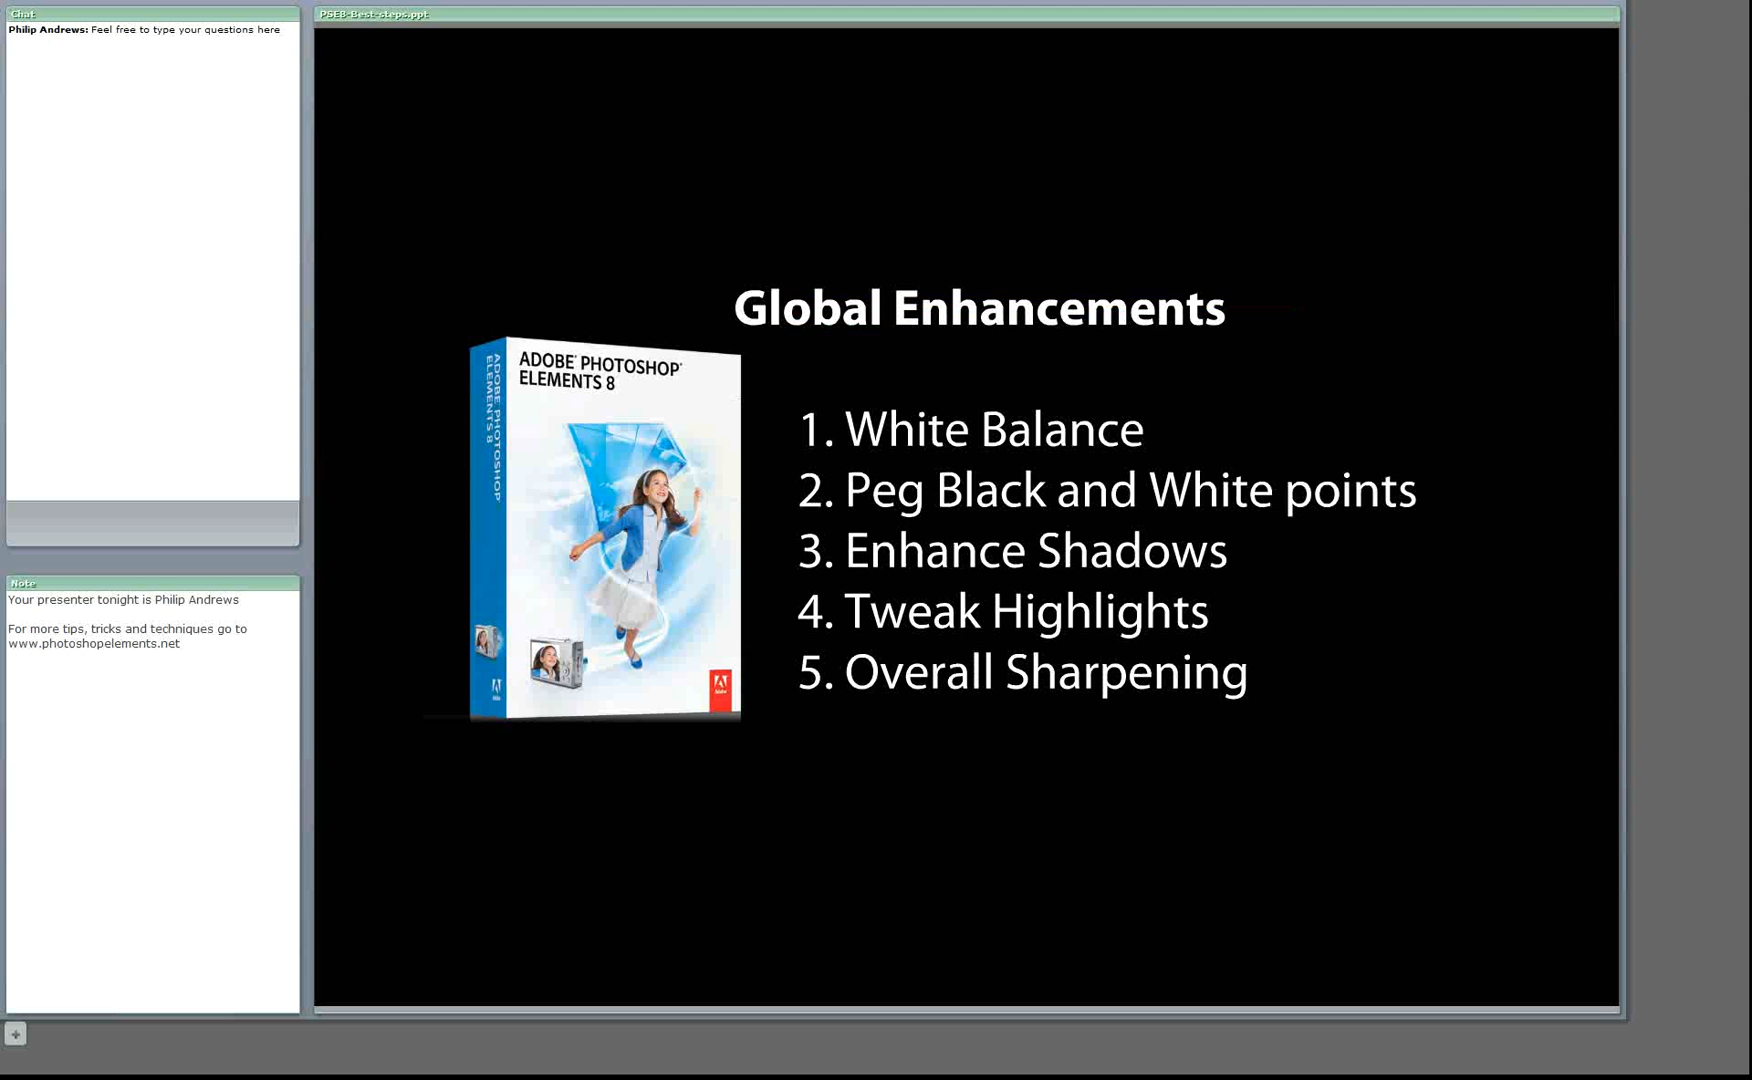 Chat
Philip Andrews: Feel free to type your questions here
Note
Your presenter tonight is Philip Andrews
For more tips, tricks and techniques go to
www.photoshopelements.net
PSE8-Best-steps.ppt
Global Enhancements
ADOBE PHOTOSHOP
ELEMENTS 8
ADOBE PHOTOSHOP
ELEMENTS 8
1. White Balance
2. Peg Black and White points
3. Enhance Shadows
4. Tweak Highlights
5. Overall Sharpening
Adobe